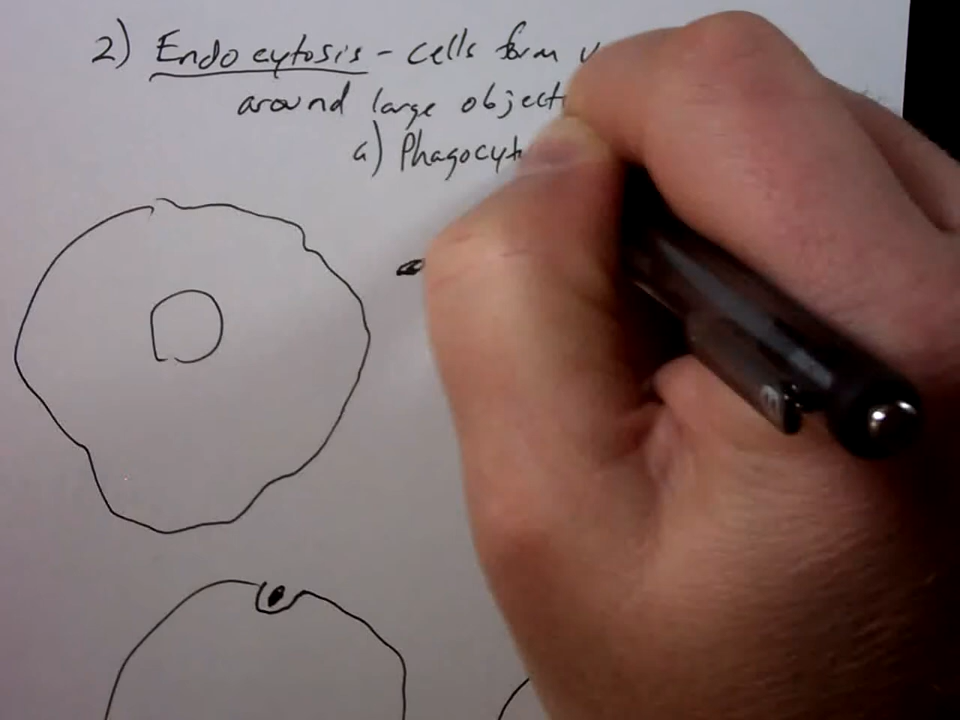 2) Endocytosis - cells form
around large object
a) Phagocyt